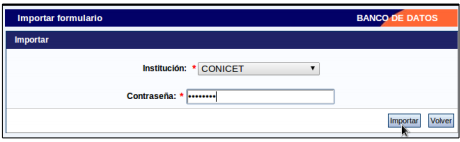 Importar formulario BANCO DE DATOS
Importar
Institución: * CONICET
Contraseña: * ••••••••
Importar Volver